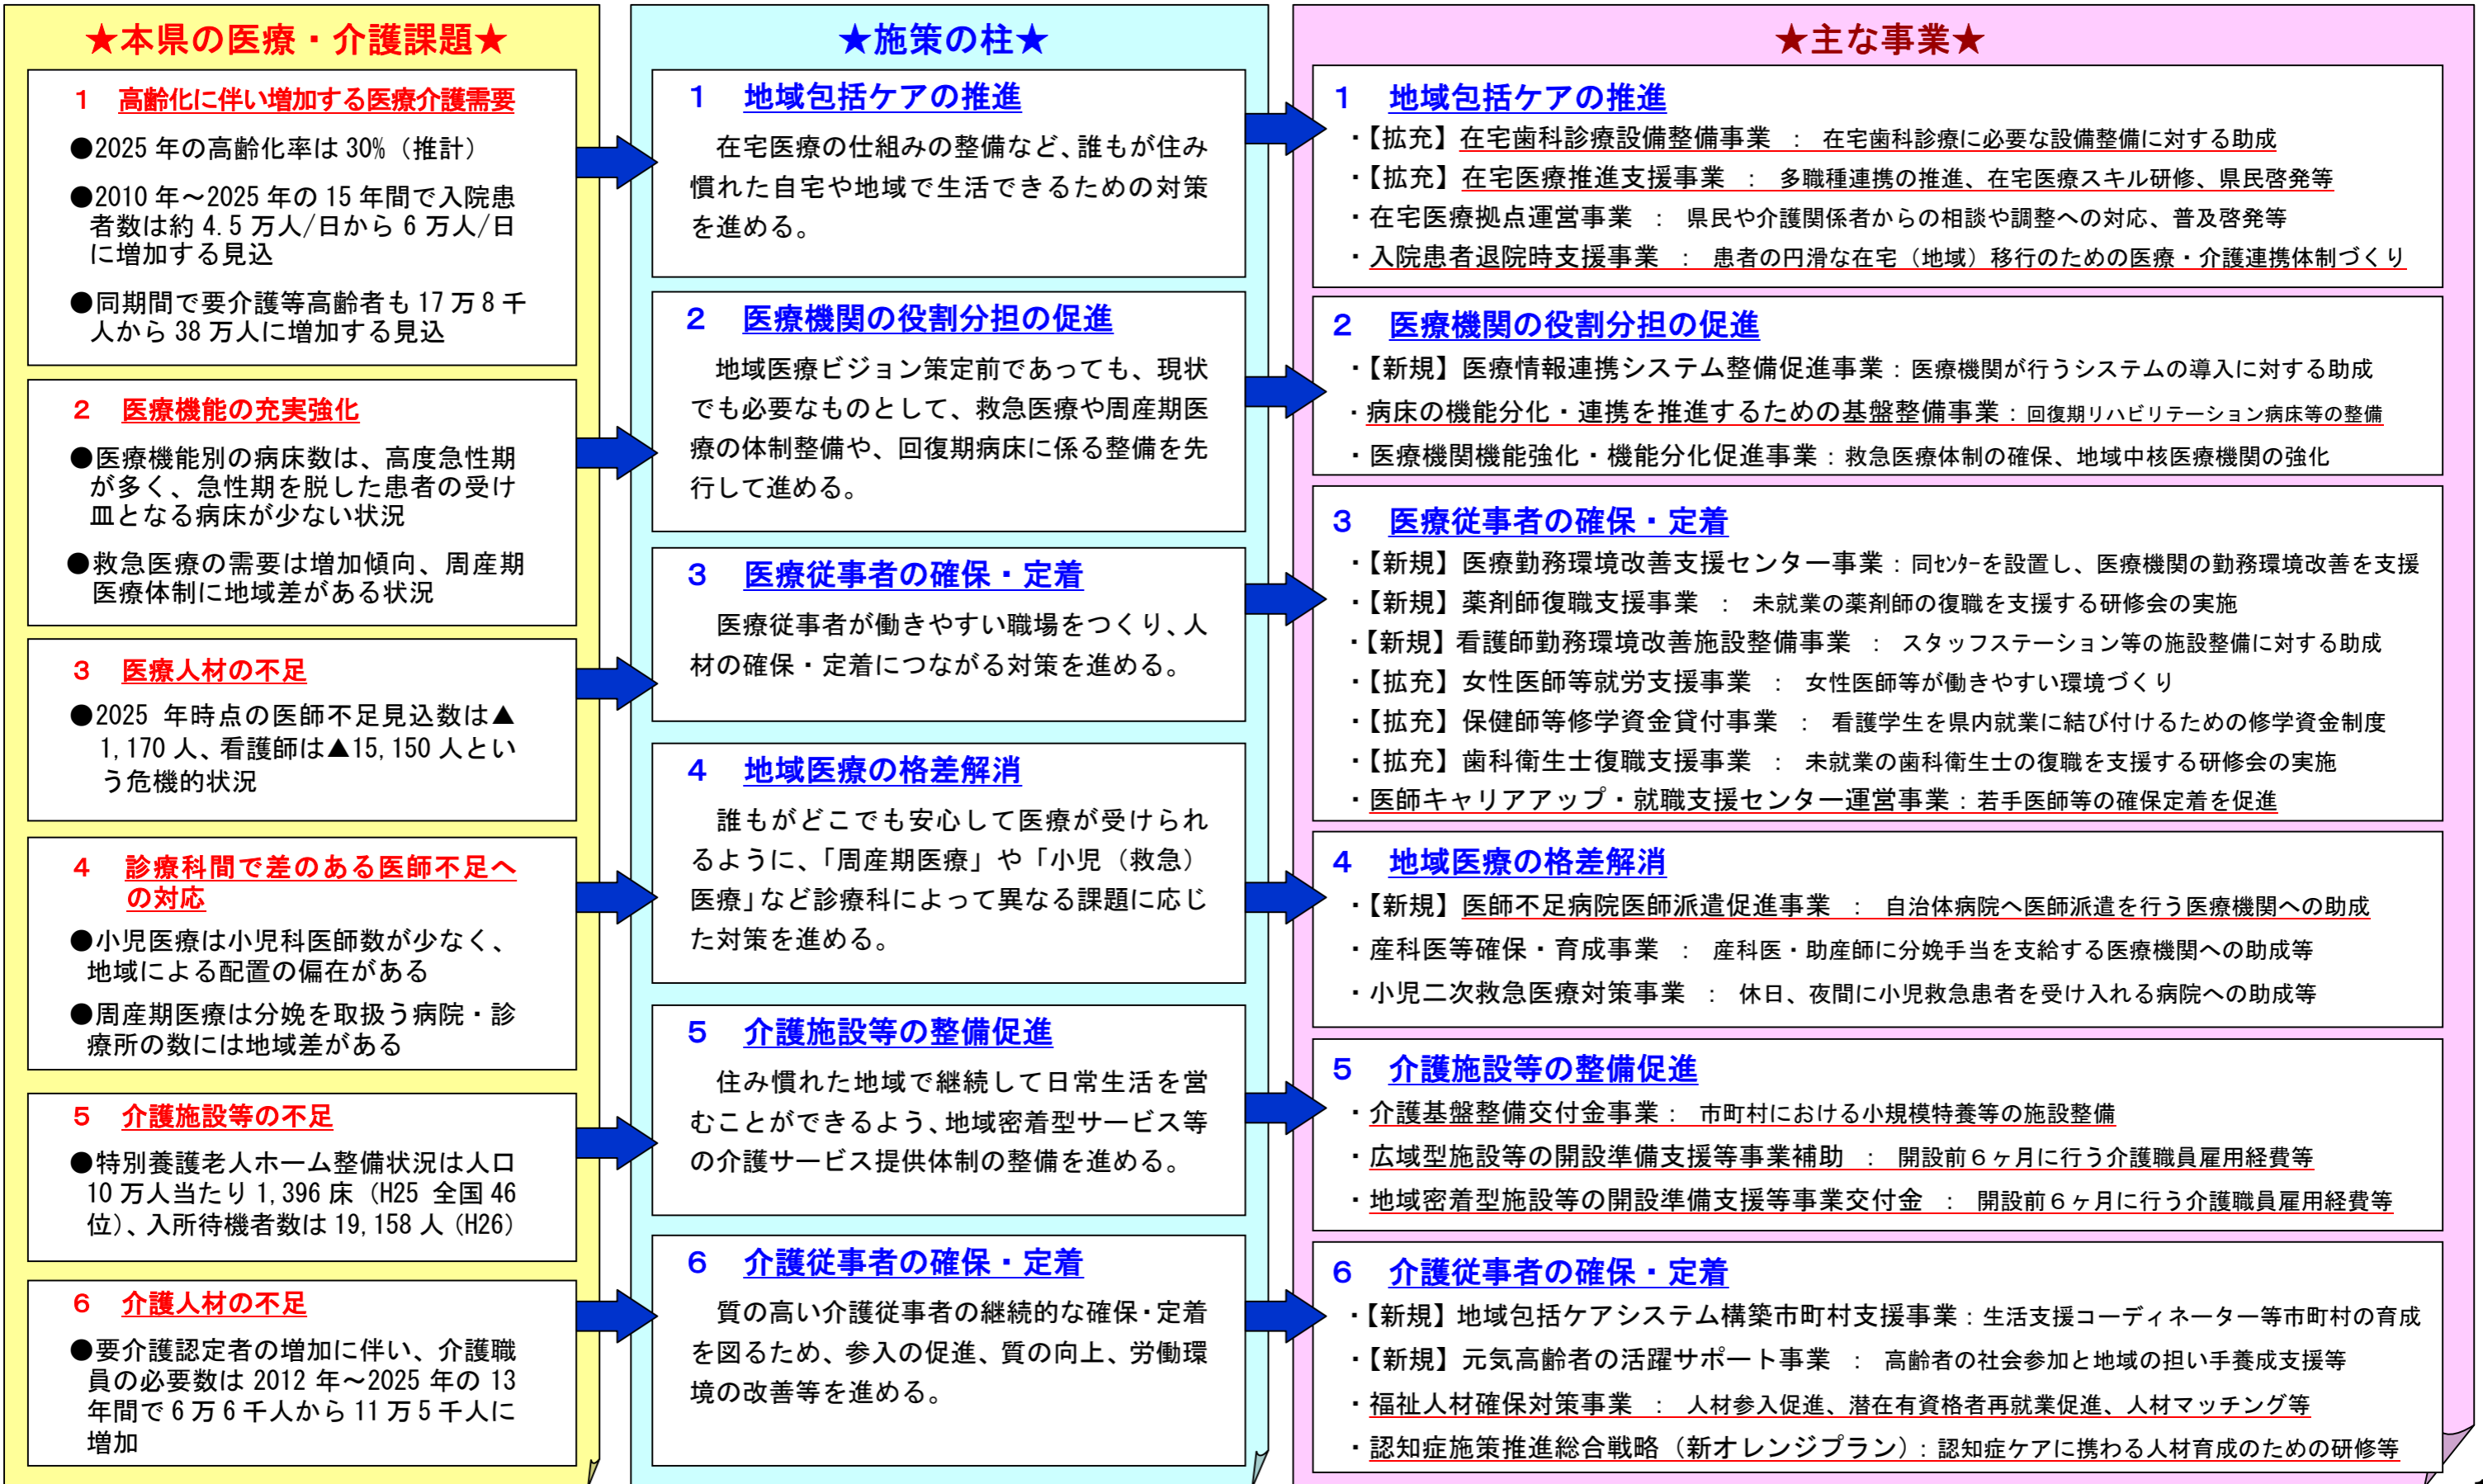 ★本県の医療・介護課題★
1 高齢化に伴い増加する医療介護需要
●2025年の高齢化率は30%（推計）
●2010年～2025年の15年間で入院患
者数は約4.5万人/日から6万人/日
に増加する見込
●同期間で要介護等高齢者も17万8千
人から38万人に増加する見込
2 医療機能の充実強化
●医療機能別の病床数は、高度急性期
が多く、急性期を脱した患者の受け
皿となる病床が少ない状況
●救急医療の需要は増加傾向、周産期
医療体制に地域差がある状況
3 医療人材の不足
●2025 年時点の医師不足見込数は▲
1,170人、看護師は▲15,150人とい
う危機的状況
4 診療科間で差のある医師不足へ
の対応
●小児医療は小児科医師数が少なく、
地域による配置の偏在がある
●周産期医療は分娩を取扱う病院・診
療所の数には地域差がある
5 介護施設等の不足
●特別養護老人ホーム整備状況は人口
10万人当たり1,396床（H25 全国46
位）、入所待機者数は19,158人（H26）
6 介護人材の不足
●要介護認定者の増加に伴い、介護職
員の必要数は2012年～2025年の13
年間で6万6千人から11万5千人に
増加
★施策の柱★
1 地域包括ケアの推進
在宅医療の仕組みの整備など、誰もが住み
慣れた自宅や地域で生活できるための対策
を進める。
2 医療機関の役割分担の促進
地域医療ビジョン策定前であっても、現状
でも必要なものとして、救急医療や周産期医
療の体制整備や、回復期病床に係る整備を先
行して進める。
3 医療従事者の確保・定着
医療従事者が働きやすい職場をつくり、人
材の確保・定着につながる対策を進める。
4 地域医療の格差解消
誰もがどこでも安心して医療が受けられ
るように、「周産期医療」や「小児（救急）
医療」など診療科によって異なる課題に応じ
た対策を進める。
5 介護施設等の整備促進
住み慣れた地域で継続して日常生活を営
むことができるよう、地域密着型サービス等
の介護サービス提供体制の整備を進める。
6 介護従事者の確保・定着
質の高い介護従事者の継続的な確保・定着
を図るため、参入の促進、質の向上、労働環
境の改善等を進める。
★主な事業★
1 地域包括ケアの推進
・【拡充】在宅歯科診療設備整備事業 ： 在宅歯科診療に必要な設備整備に対する助成
・【拡充】在宅医療推進支援事業 ： 多職種連携の推進、在宅医療スキル研修、県民啓発等
・在宅医療拠点運営事業 ： 県民や介護関係者からの相談や調整への対応、普及啓発等
・入院患者退院時支援事業 ： 患者の円滑な在宅（地域）移行のための医療・介護連携体制づくり
2 医療機関の役割分担の促進
・【新規】医療情報連携システム整備促進事業：医療機関が行うシステムの導入に対する助成
・病床の機能分化・連携を推進するための基盤整備事業：回復期リハビリテーション病床等の整備
・医療機関機能強化・機能分化促進事業：救急医療体制の確保、地域中核医療機関の強化
3 医療従事者の確保・定着
・【新規】医療勤務環境改善支援センター事業：同ｾﾝﾀｰを設置し、医療機関の勤務環境改善を支援
・【新規】薬剤師復職支援事業 ： 未就業の薬剤師の復職を支援する研修会の実施
・【新規】看護師勤務環境改善施設整備事業 ： スタッフステーション等の施設整備に対する助成
・【拡充】女性医師等就労支援事業 ： 女性医師等が働きやすい環境づくり
・【拡充】保健師等修学資金貸付事業 ： 看護学生を県内就業に結び付けるための修学資金制度
・【拡充】歯科衛生士復職支援事業 ： 未就業の歯科衛生士の復職を支援する研修会の実施
・医師キャリアアップ・就職支援センター運営事業：若手医師等の確保定着を促進
4 地域医療の格差解消
・【新規】医師不足病院医師派遣促進事業 ： 自治体病院へ医師派遣を行う医療機関への助成
・産科医等確保・育成事業 ： 産科医・助産師に分娩手当を支給する医療機関への助成等
・小児二次救急医療対策事業 ： 休日、夜間に小児救急患者を受け入れる病院への助成等
5 介護施設等の整備促進
・介護基盤整備交付金事業： 市町村における小規模特養等の施設整備
・広域型施設等の開設準備支援等事業補助 ： 開設前6ヶ月に行う介護職員雇用経費等
・地域密着型施設等の開設準備支援等事業交付金 ： 開設前6ヶ月に行う介護職員雇用経費等
6 介護従事者の確保・定着
・【新規】地域包括ケアシステム構築市町村支援事業：生活支援コーディネーター等市町村の育成
・【新規】元気高齢者の活躍サポート事業 ： 高齢者の社会参加と地域の担い手養成支援等
・福祉人材確保対策事業 ： 人材参入促進、潜在有資格者再就業促進、人材マッチング等
・認知症施策推進総合戦略（新オレンジプラン）：認知症ケアに携わる人材育成のための研修等